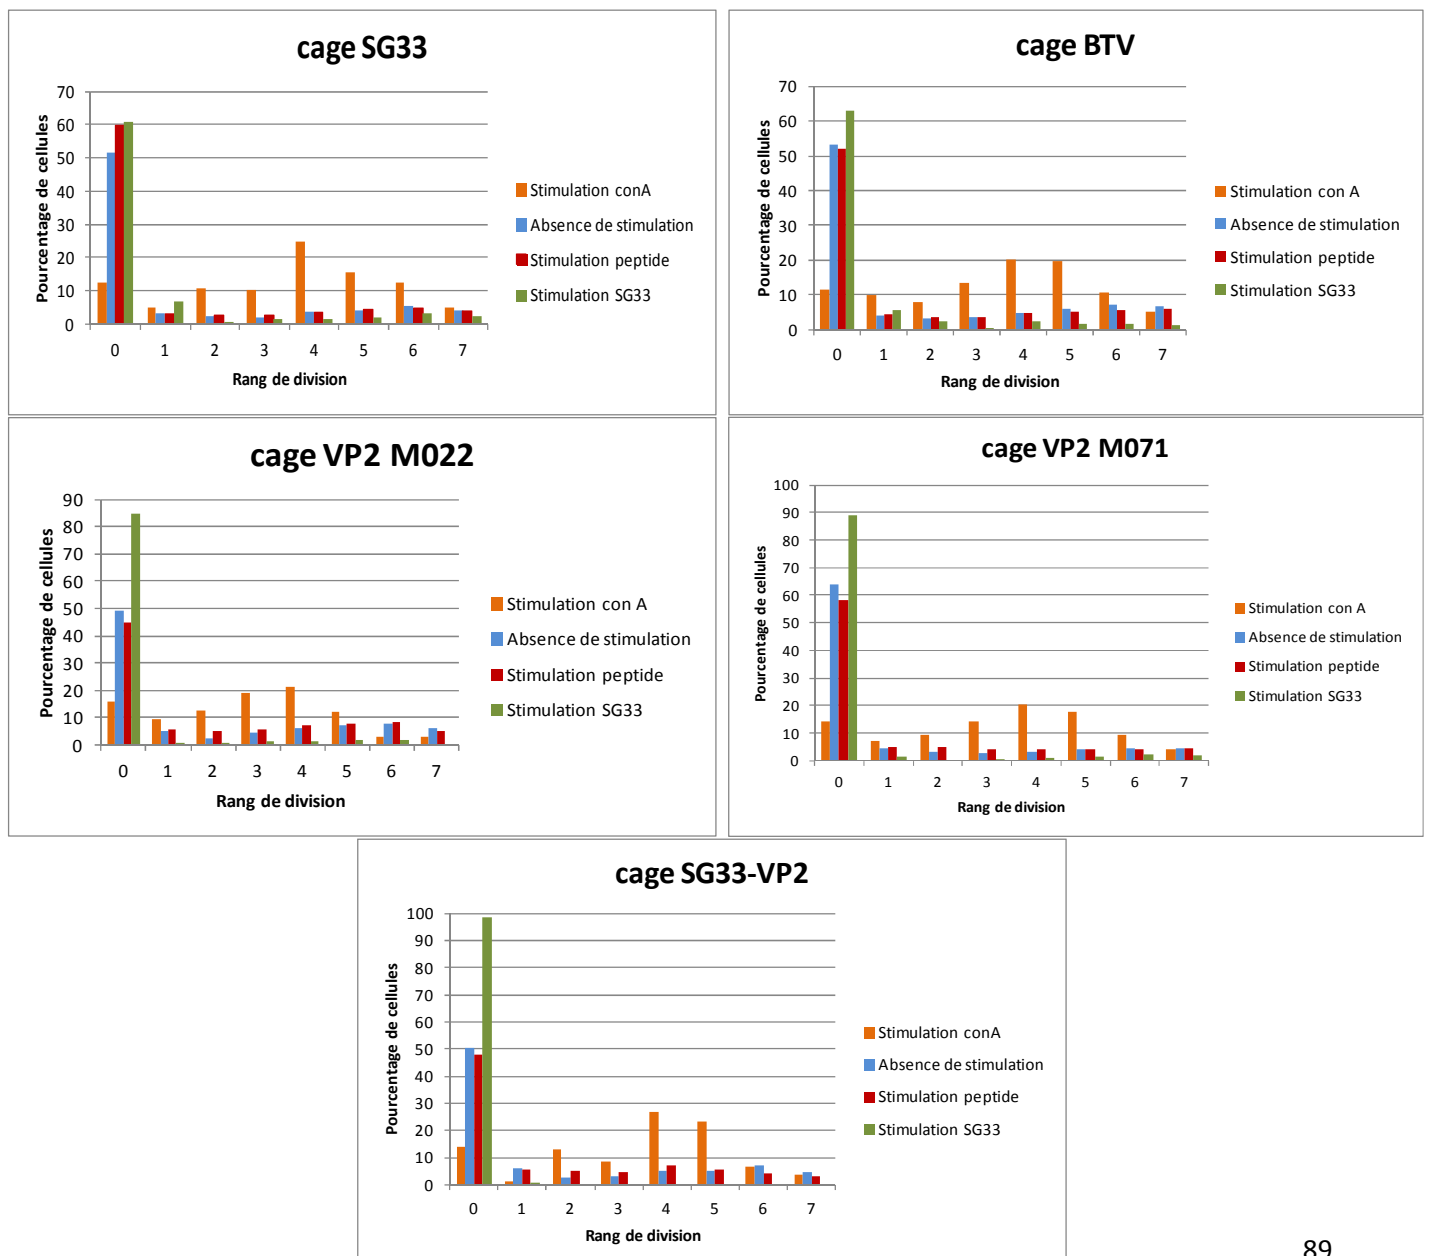 cage SG33
70
60
50
40
30
20
10
0
Pourcentage de cellules
0 1 2 3 4 5 6 7
Rang de division
Stimulation conA
Absence de stimulation
Stimulation peptide
Stimulation SG33
cage BTV
70
60
50
40
30
20
10
0
Pourcentage de cellules
0 1 2 3 4 5 6 7
Rang de division
Stimulation con A
Absence de stimulation
Stimulation peptide
Stimulation SG33
cage VP2 M022
90
80
70
60
50
40
30
20
10
0
Pourcentage de cellules
0 1 2 3 4 5 6 7
Rang de division
Stimulation con A
Absence de stimulation
Stimulation peptide
Stimulation SG33
cage VP2 M071
100
90
80
70
60
50
40
30
20
10
0
Pourcentage de cellules
0 1 2 3 4 5 6 7
Rang de division
Stimulation con A
Absence de stimulation
Stimulation peptide
Stimulation SG33
cage SG33-VP2
100
90
80
70
60
50
40
30
20
10
0
Pourcentage de cellules
0 1 2 3 4 5 6 7
Rang de division
Stimulation conA
Absence de stimulation
Stimulation peptide
Stimulation SG33
89